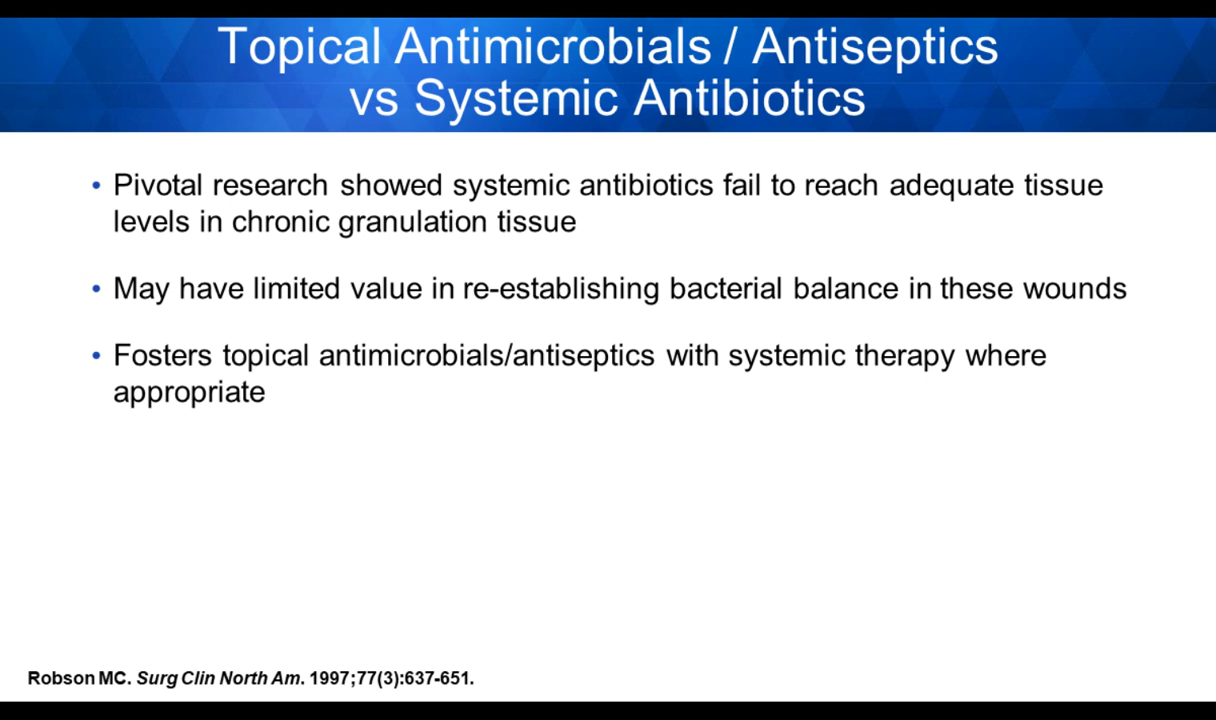 Topical Antimicrobials / Antiseptics
vs Systemic Antibiotics
• Pivotal research showed systemic antibiotics fail to reach adequate tissue
levels in chronic granulation tissue
• May have limited value in re-establishing bacterial balance in these wounds
• Fosters topical antimicrobials/antiseptics with systemic therapy where
appropriate
Robson MC. Surg Clin North Am. 1997;77(3):637-651.